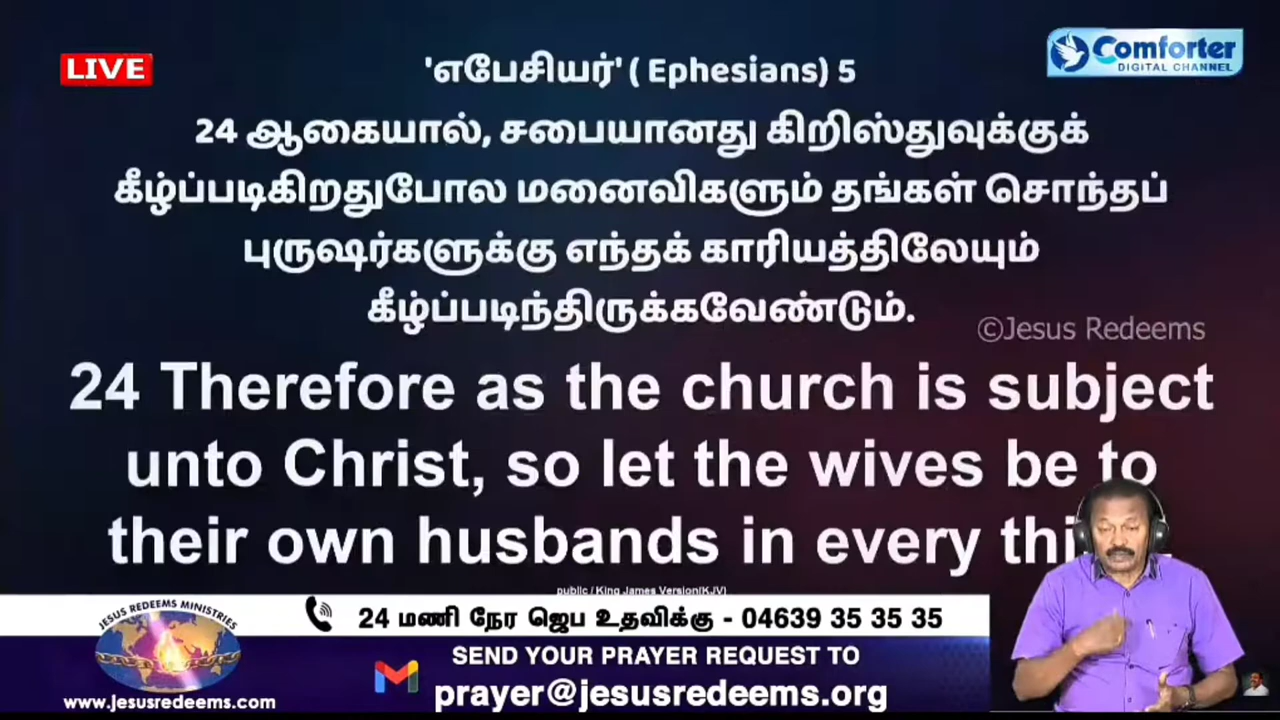 LIVE
Comforter
DIGITAL CHANNEL
'எபேசியர்' ( Ephesians) 5
24 ஆகையால், சபையானது கிறிஸ்துவுக்குக்
கீழ்ப்படிகிறதுபோல மனைவிகளும் தங்கள் சொந்தப்
புருஷர்களுக்கு எந்தக் காரியத்திலேயும்
கீழ்ப்படிந்திருக்கவேண்டும்.
©Jesus Redeems
24 Therefore as the church is subject
unto Christ, so let the wives be to
their own husbands in every thi
public / King James Version(KJV)
JESUS REDEEMS MINISTRIES
www.jesusredeems.com
24 மணி நேர ஜெப உதவிக்கு - 04639 35 35 35
SEND YOUR PRAYER REQUEST TO
prayer@jesusredeems.org